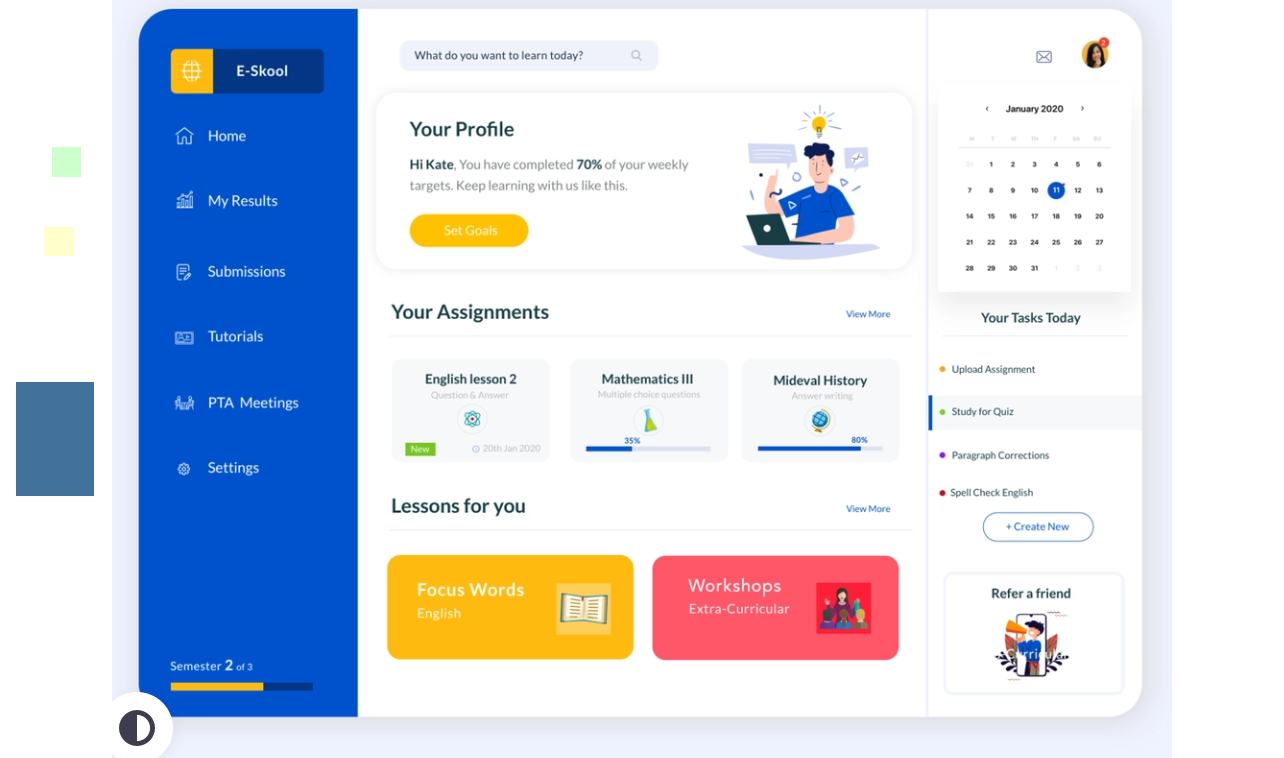 E-Skool
Home
My Results
Submissions
Tutorials
PTA Meetings
Settings
Semester 2 of 3
What do you want to learn today?
Your Profile
Hi Kate, You have completed 70% of your weekly
targets. Keep learning with us like this.
Set Goals
Your Assignments
View More
English lesson 2
Question & Answer
New
20th Jan 2020
Mathematics III
Multiple choice questions
35%
Mideval History
Answer writing
80%
Lessons for you
View More
Focus Words
English
Workshops
Extra-Curricular
2
‹ January 2020 ›
M T W TH F SA SU
31 1 2 3 4 5 6
7 8 9 10 11 12 13
14 15 16 17 18 19 20
21 22 23 24 25 26 27
28 29 30 31 1 2 3
Your Tasks Today
Upload Assignment
Study for Quiz
Paragraph Corrections
Spell Check English
+ Create New
Refer a friend